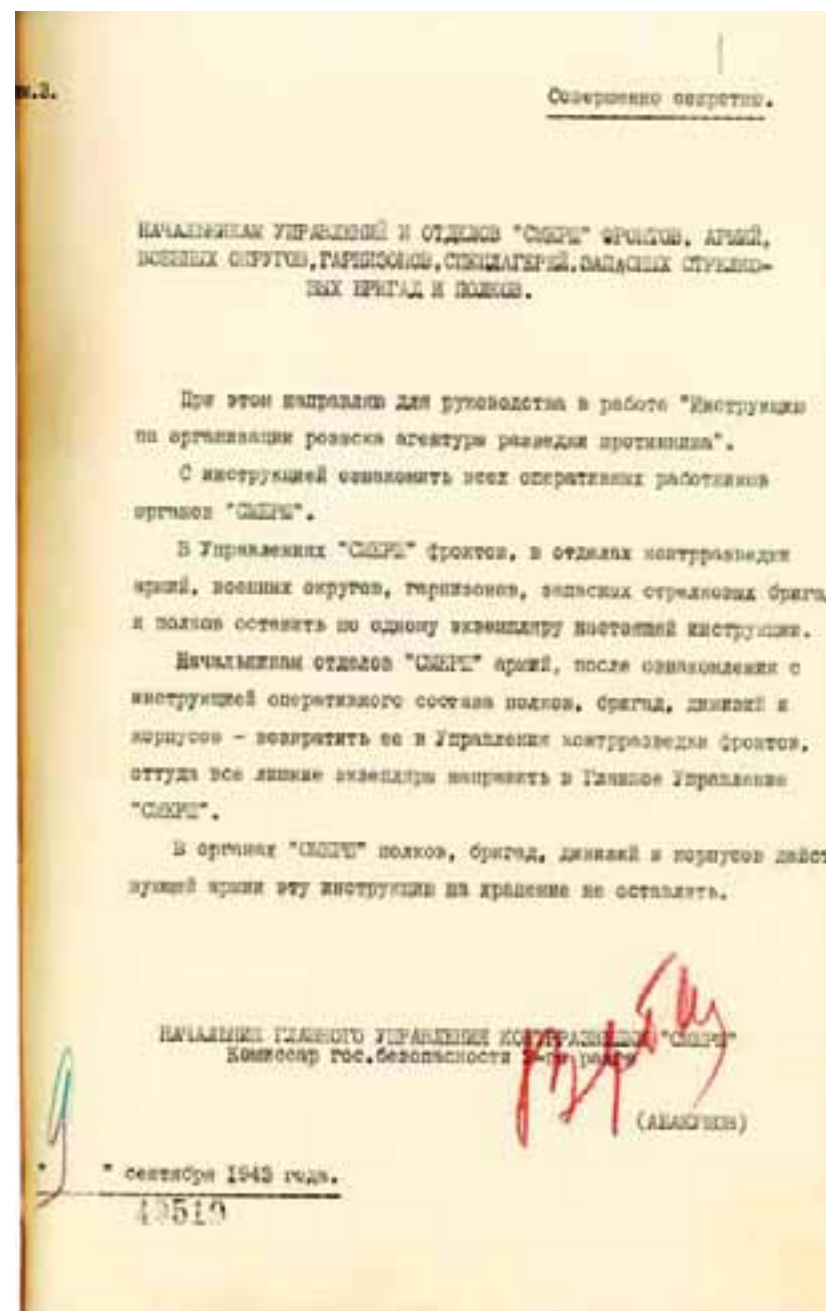 Совершенно секретно.
НАЧАЛЬНИКАМ УПРАВЛЕНИЙ И ОТДЕЛОВ "СМЕРШ" ФРОНТОВ, АРМИЙ,
ВОЕННЫХ ОКРУГОВ, ГАРНИЗОНОВ, СПЕЦЛАГЕРЕЙ, ЗАПАСНЫХ СТРЕЛКО-
ВЫХ БРИГАД И ПОЛКОВ.
При этом направляю для руководства в работе "Инструкцию
по организации розыска агентуры разведки противника".
С инструкцией ознакомить всех оперативных работников
органов "СМЕРШ".
В Управлениях "СМЕРШ" фронтов, в отделах контрразведки
армий, военных округов, гарнизонов, запасных стрелковых бригад
и полков оставить по одному экземпляру настоящей инструкции.
Начальникам отделов "СМЕРШ" армий, после ознакомления с
инструкцией оперативного состава полков, бригад, дивизий и
корпусов - возвратить ее в Управления контрразведки фронтов,
оттуда все лишние экземпляры направить в Главное Управление
"СМЕРШ".
В органах "СМЕРШ" полков, бригад, дивизий и корпусов дейст
вующей армии эту инструкцию на хранение не оставлять.
НАЧАЛЬНИК ГЛАВНОГО УПРАВЛЕНИЯ КОНТРРАЗВЕДКИ "СМЕРШ"
Комиссар гос.безопасности 2-го ранга
(АБАКУМОВ)
" 9 " сентября 1943 года.
49519